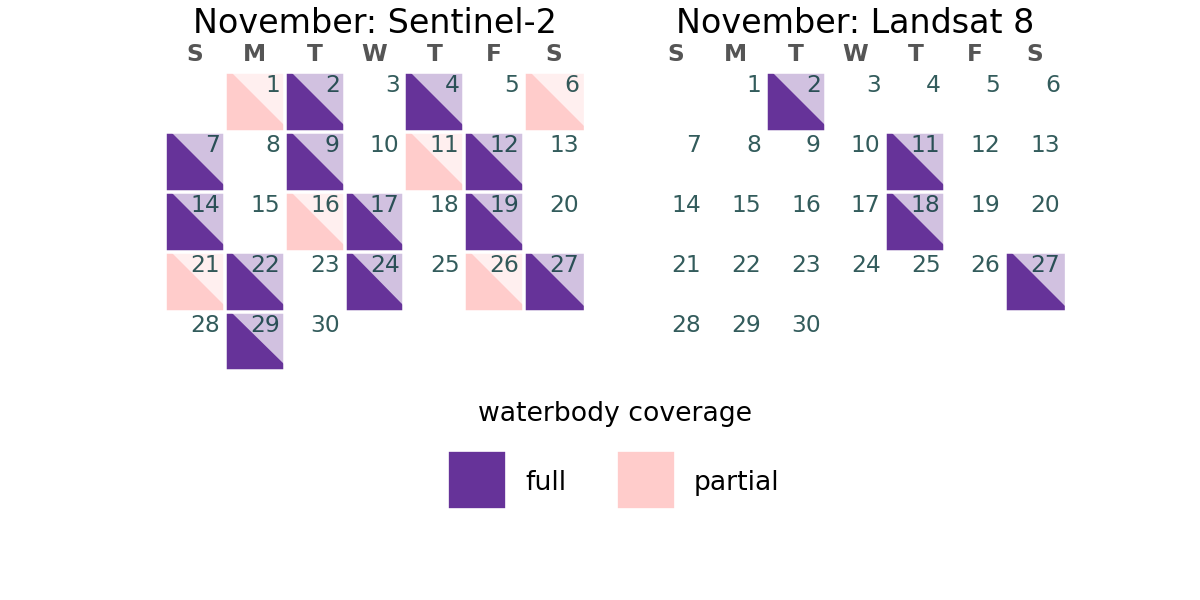 November: Sentinel-2
S M T W T F S
1 2 3 4 5 6
7 8 9 10 11 12 13
14 15 16 17 18 19 20
21 22 23 24 25 26 27
28 29 30
November: Landsat 8
S M T W T F S
1 2 3 4 5 6
7 8 9 10 11 12 13
14 15 16 17 18 19 20
21 22 23 24 25 26 27
28 29 30
waterbody coverage
full partial